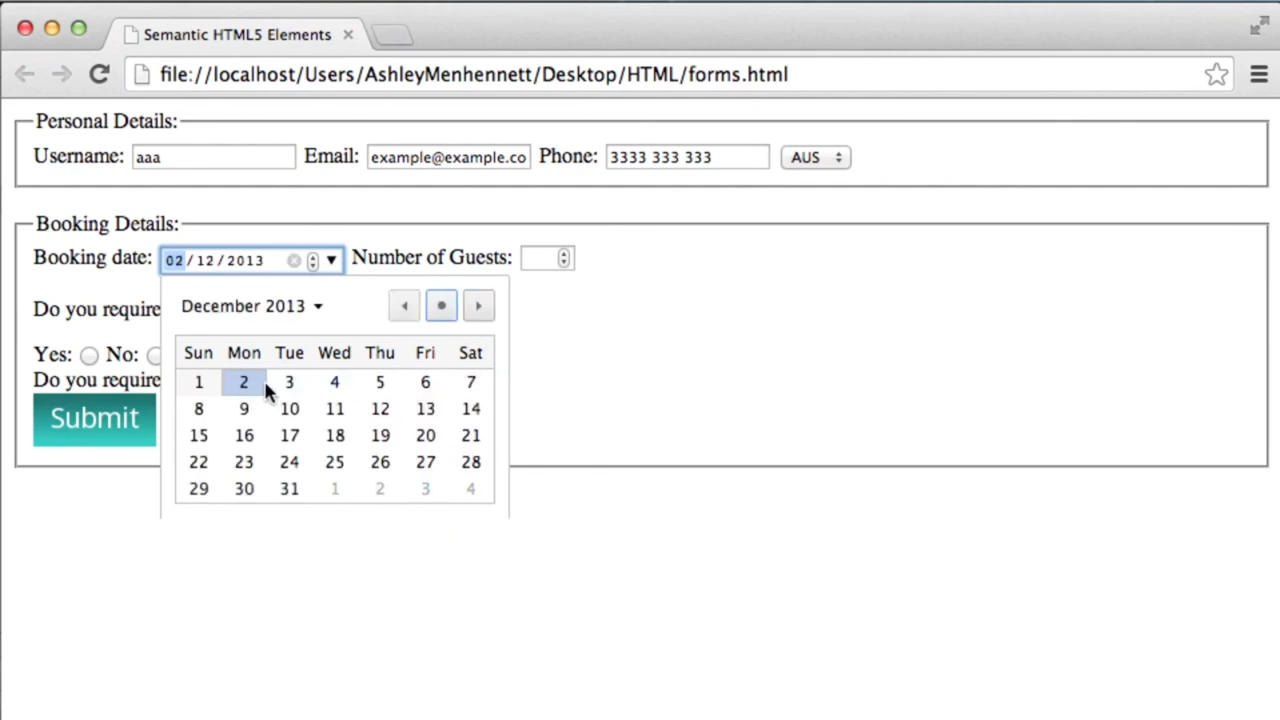 Semantic HTML5 Elements
file://localhost/Users/AshleyMenhennett/Desktop/HTML/forms.html
Personal Details:
Username: aaa Email: example@example.co Phone: 3333 333 333 AUS
Booking Details:
Booking date: 02/12/2013 Number of Guests:
December 2013
Do you require
Sun Mon Tue Wed Thu Fri Sat
Yes: No:
Do you require
1 2 3 4 5 6 7
Submit
8 9 10 11 12 13 14
15 16 17 18 19 20 21
22 23 24 25 26 27 28
29 30 31 1 2 3 4